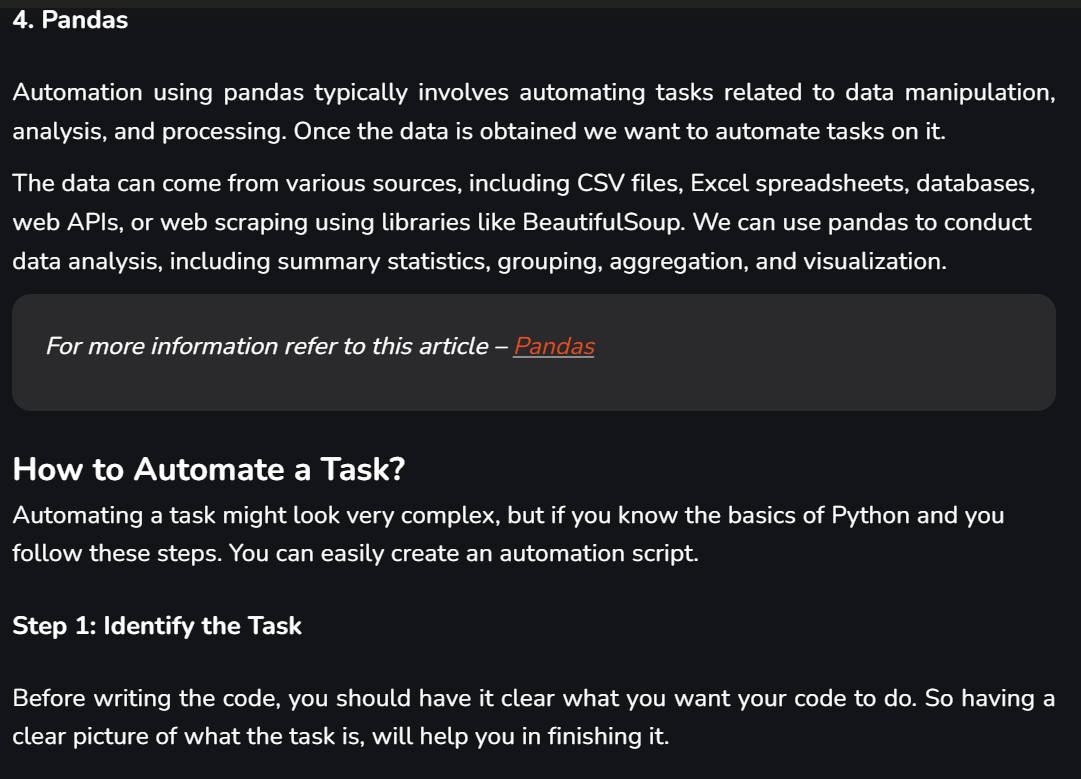 4. Pandas
Automation using pandas typically involves automating tasks related to data manipulation,
analysis, and processing. Once the data is obtained we want to automate tasks on it.
The data can come from various sources, including CSV files, Excel spreadsheets, databases,
web APIs, or web scraping using libraries like BeautifulSoup. We can use pandas to conduct
data analysis, including summary statistics, grouping, aggregation, and visualization.
For more information refer to this article – Pandas
How to Automate a Task?
Automating a task might look very complex, but if you know the basics of Python and you
follow these steps. You can easily create an automation script.
Step 1: Identify the Task
Before writing the code, you should have it clear what you want your code to do. So having a
clear picture of what the task is, will help you in finishing it.